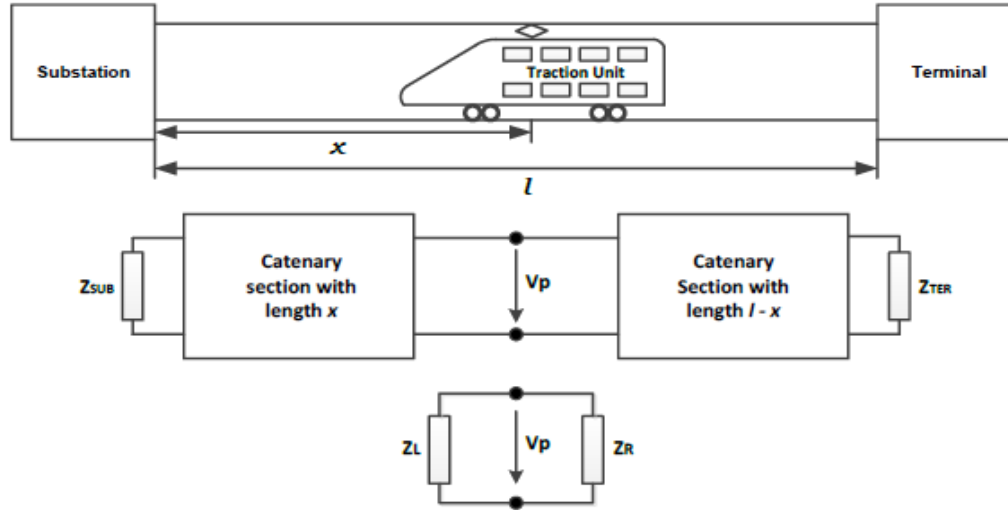 Substation
Traction Unit
Terminal
x
l
ZSUB
Catenary
section with
length x
Vp
Catenary
Section with
length l - x
ZTER
ZL
Vp
ZR